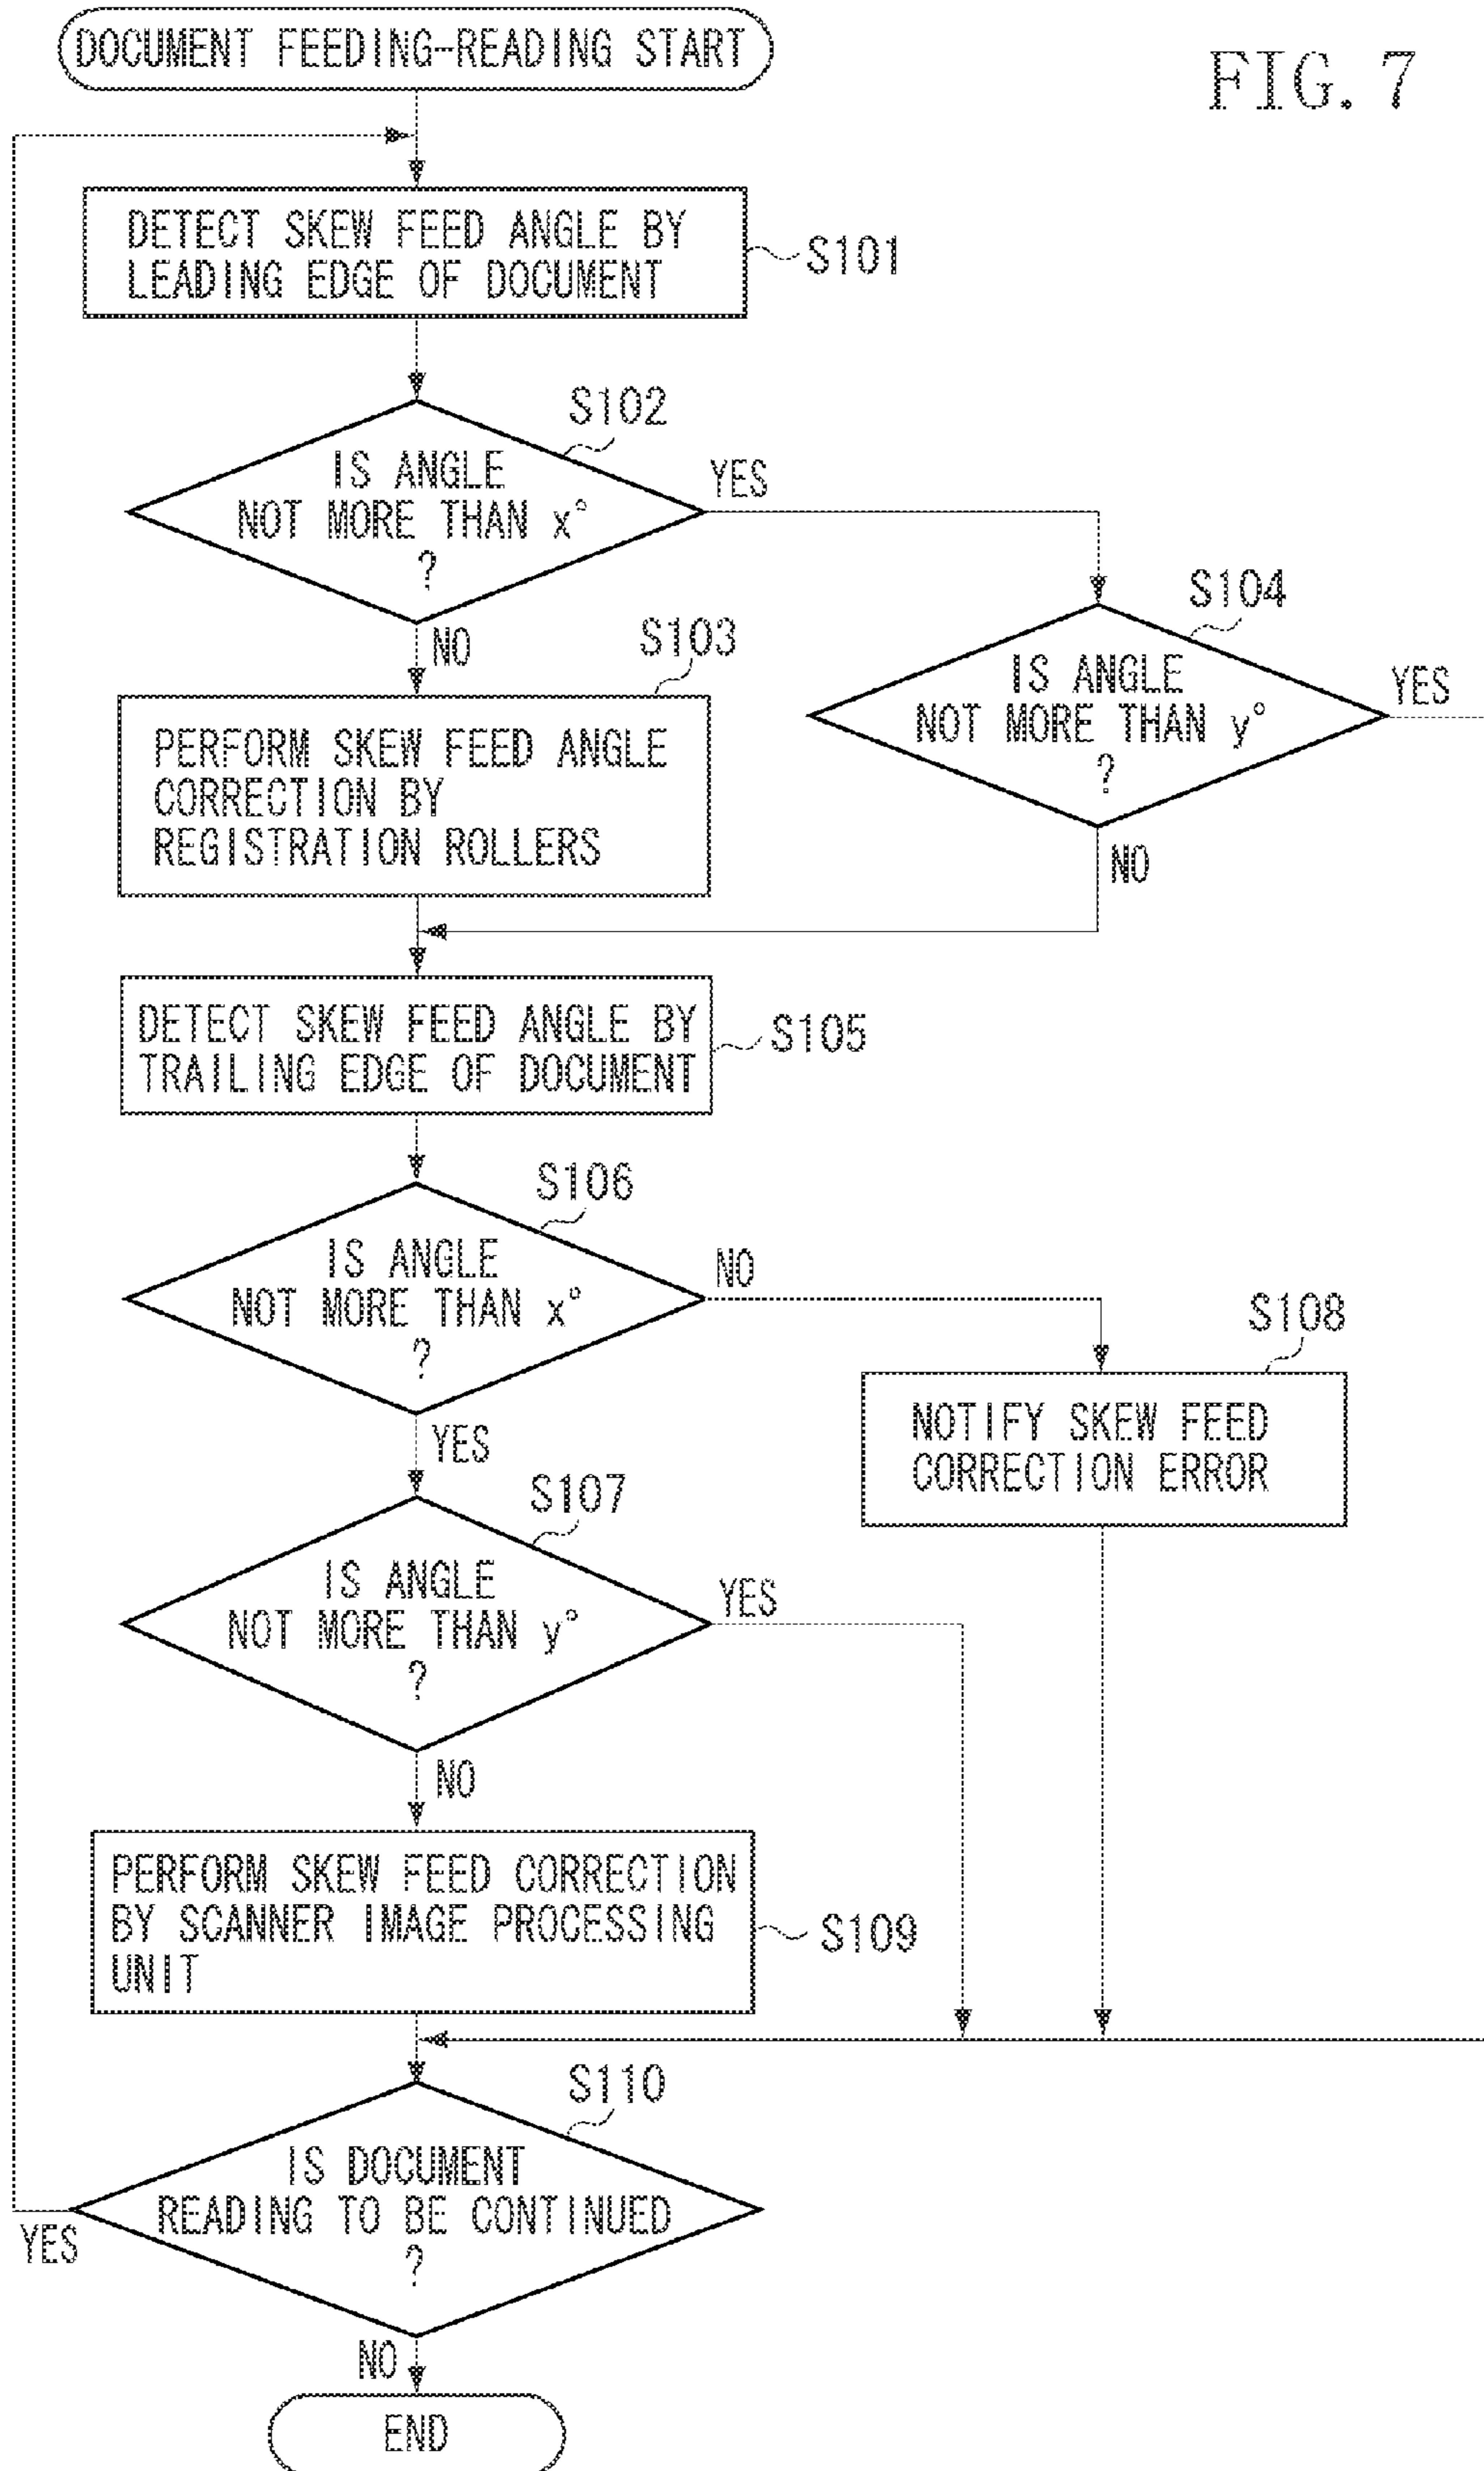 DOCUMENT FEEDING-READING START
FIG. 7
DETECT SKEW FEED ANGLE BY
LEADING EDGE OF DOCUMENT
S101
S102
IS ANGLE
NOT MORE THAN x°
?
YES
NO
S104
IS ANGLE
NOT MORE THAN y°
?
YES
NO
S103
PERFORM SKEW FEED ANGLE
CORRECTION BY
REGISTRATION ROLLERS
DETECT SKEW FEED ANGLE BY
TRAILING EDGE OF DOCUMENT
S105
S106
IS ANGLE
NOT MORE THAN x°
?
NO
YES
S108
NOTIFY SKEW FEED
CORRECTION ERROR
S107
IS ANGLE
NOT MORE THAN y°
?
YES
NO
PERFORM SKEW FEED CORRECTION
BY SCANNER IMAGE PROCESSING
UNIT
S109
S110
IS DOCUMENT
READING TO BE CONTINUED
?
YES
NO
END